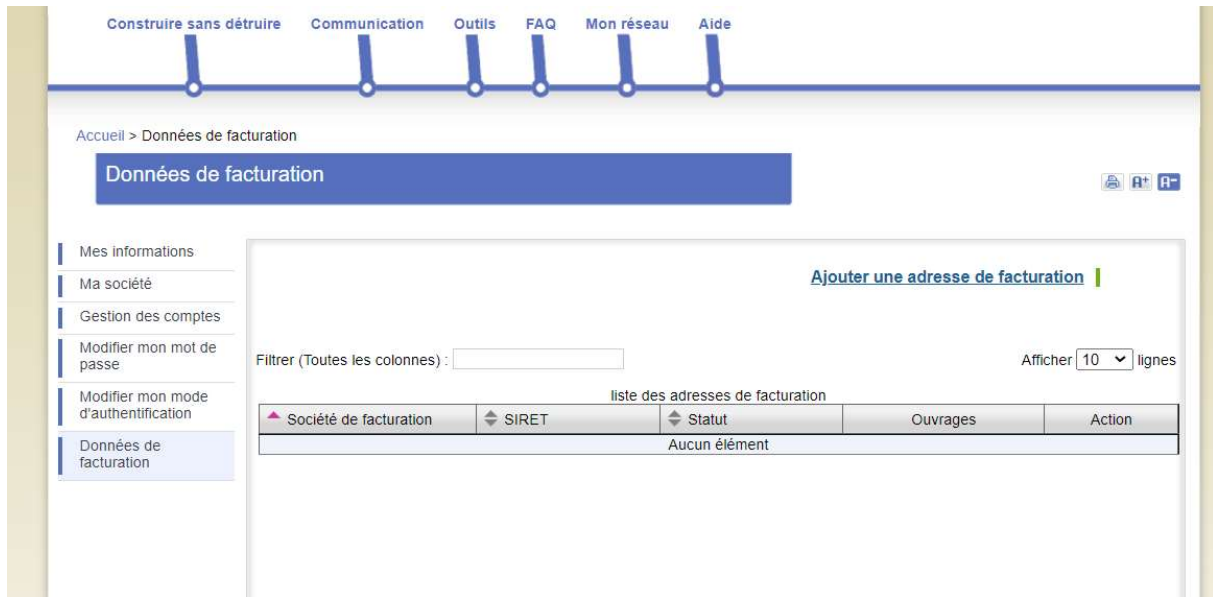 Construire sans détruire Communication Outils FAQ Mon réseau Aide
Accueil > Données de facturation
Données de facturation
A+ A-
Mes informations
Ma société
Gestion des comptes
Modifier mon mot de
passe
Modifier mon mode
d'authentification
Données de
facturation
Ajouter une adresse de facturation
Filtrer (Toutes les colonnes) :
Afficher 10 lignes
liste des adresses de facturation
Société de facturation SIRET Statut Ouvrages Action
Aucun élément